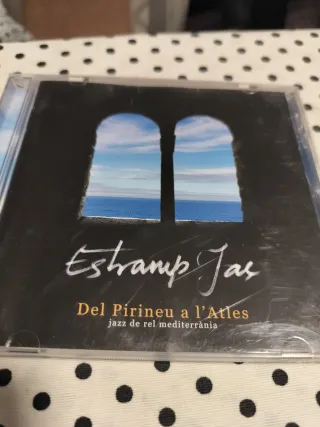 Estramp Jas
Del Pirineu a l'Atles
jazz de rel mediterrània